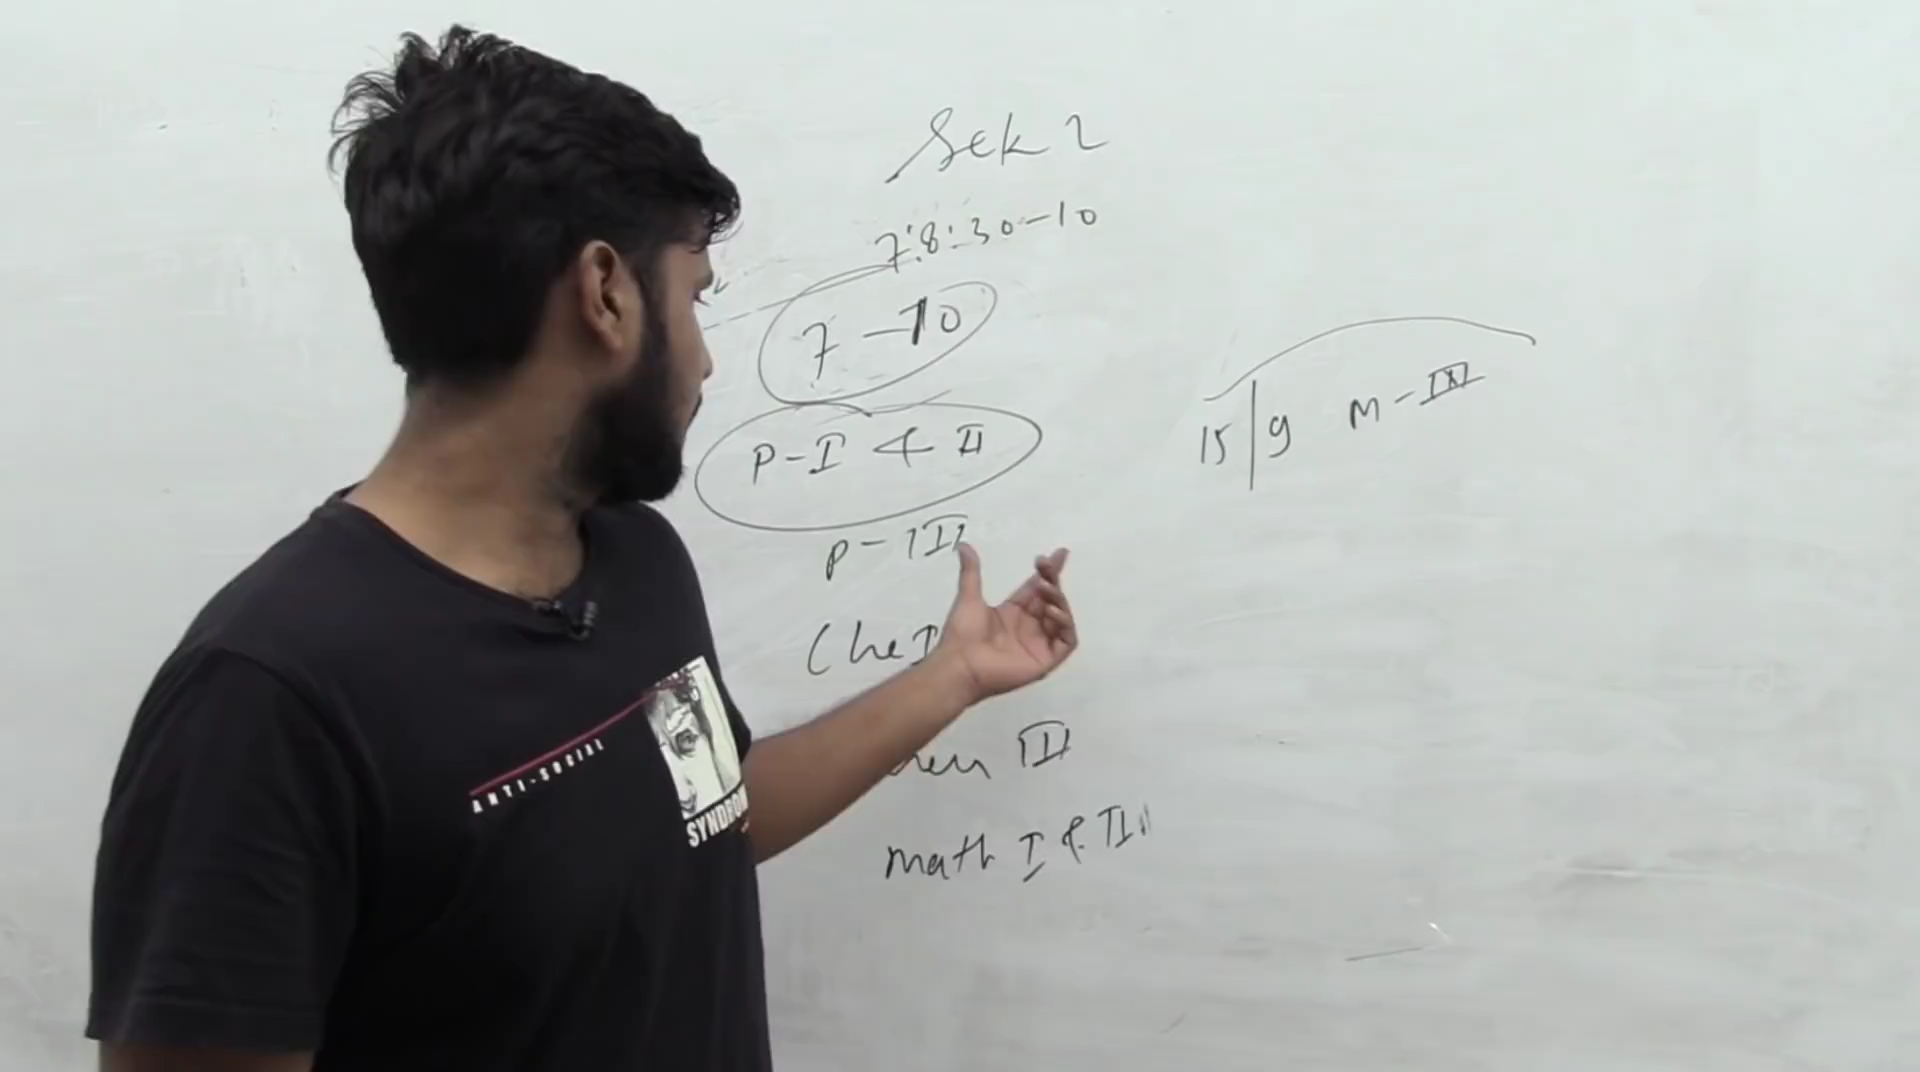 Sek 2
7:8:30-10
7-10
P-I & II
P-III
Che I
III
math I & II
15/9 M-III
ANTI-SOCIAL
SYNDRO